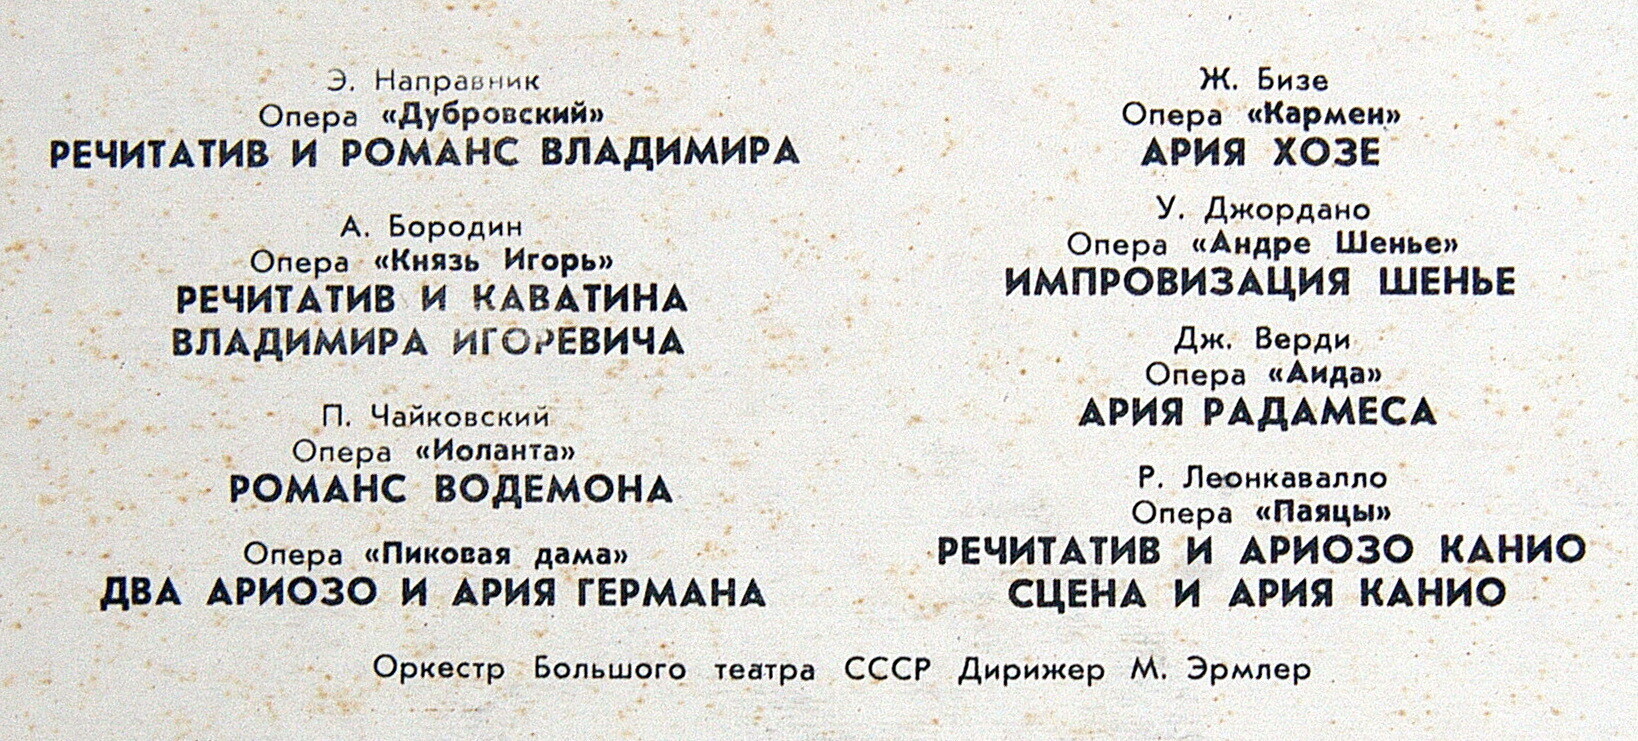 Э. Направник
Опера «Дубровский»
РЕЧИТАТИВ И РОМАНС ВЛАДИМИРА
А. Бородин
Опера «Князь Игорь»
РЕЧИТАТИВ И КАВАТИНА
ВЛАДИМИРА ИГОРЕВИЧА
П. Чайковский
Опера «Иоланта»
РОМАНС ВОДЕМОНА
Опера «Пиковая дама»
ДВА АРИОЗО И АРИЯ ГЕРМАНА
Ж. Бизе
Опера «Кармен»
АРИЯ ХОЗЕ
У. Джордано
Опера «Андре Шенье»
ИМПРОВИЗАЦИЯ ШЕНЬЕ
Дж. Верди
Опера «Аида»
АРИЯ РАДАМЕСА
Р. Леонкавалло
Опера «Паяцы»
РЕЧИТАТИВ И АРИОЗО КАНИО
СЦЕНА И АРИЯ КАНИО
Оркестр Большого театра СССР Дирижер М. Эрмлер